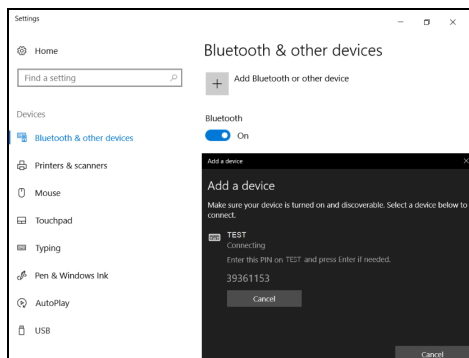 Settings
Home
Find a setting
Devices
Bluetooth & other devices
Printers & scanners
Mouse
Touchpad
Typing
Pen & Windows Ink
AutoPlay
USB
Bluetooth & other devices
Add Bluetooth or other device
Bluetooth
On
Add a device
Add a device
Make sure your device is turned on and discoverable. Select a device below to
connect.
TEST
Connecting
Enter this PIN on TEST and press Enter if needed.
39361153
Cancel
Cancel